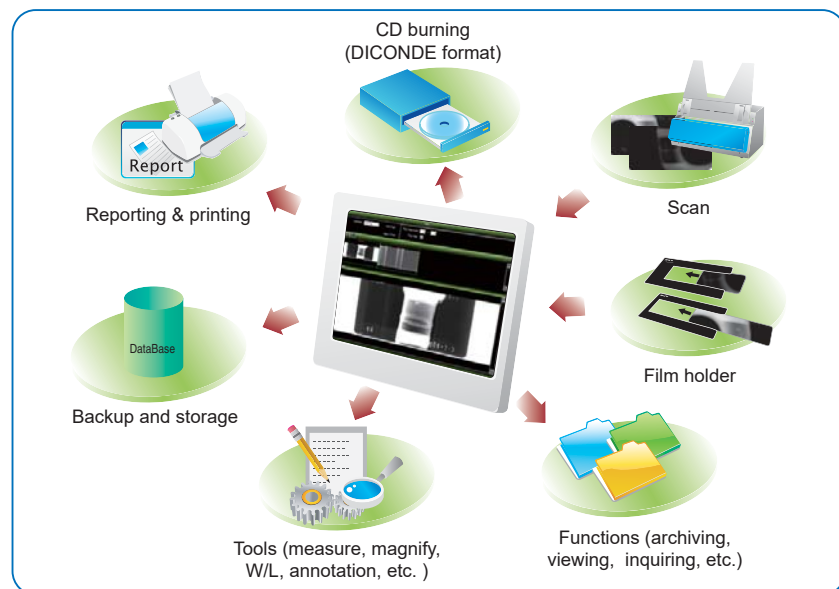 CD burning
(DICONDE format)
Report
Reporting & printing
Scan
DataBase
Backup and storage
Film holder
Tools (measure, magnify,
W/L, annotation, etc. )
Functions (archiving,
viewing, inquiring, etc.)